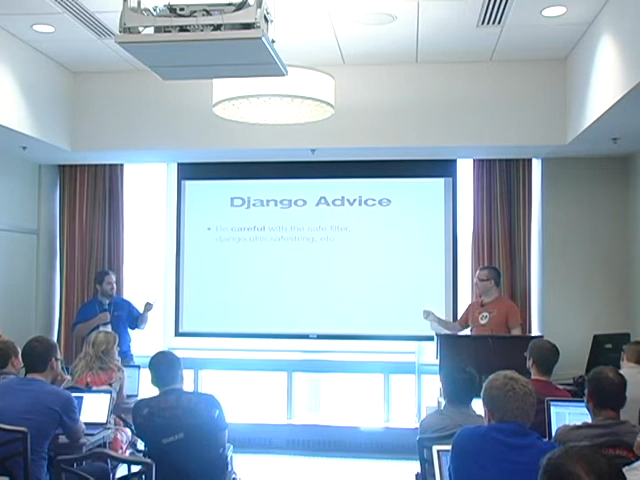 Django Advice
• Be careful with the safe filter,
django.utils.safestring, etc.